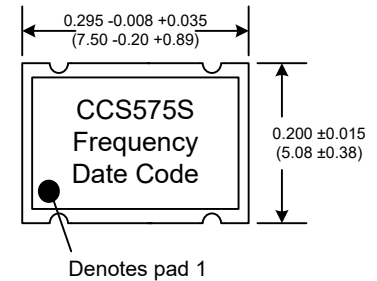 0.295 -0.008 +0.035
(7.50 -0.20 +0.89)
CCS575S
Frequency
Date Code
0.200 ±0.015
(5.08 ±0.38)
Denotes pad 1